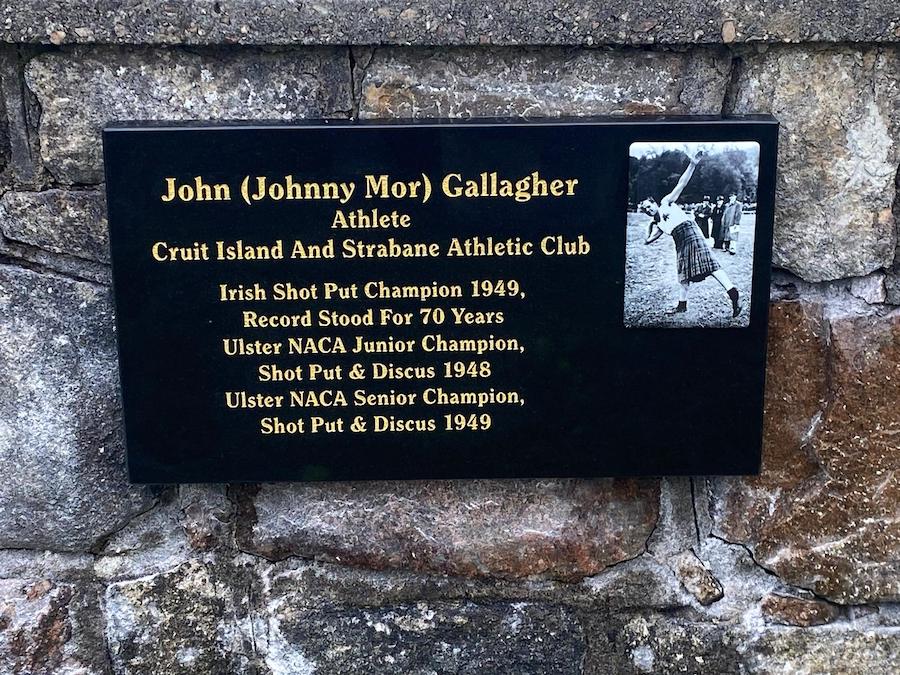 John (Johnny Mor) Gallagher
Athlete
Cruit Island And Strabane Athletic Club
Irish Shot Put Champion 1949,
Record Stood For 70 Years
Ulster NACA Junior Champion,
Shot Put & Discus 1948
Ulster NACA Senior Champion,
Shot Put & Discus 1949